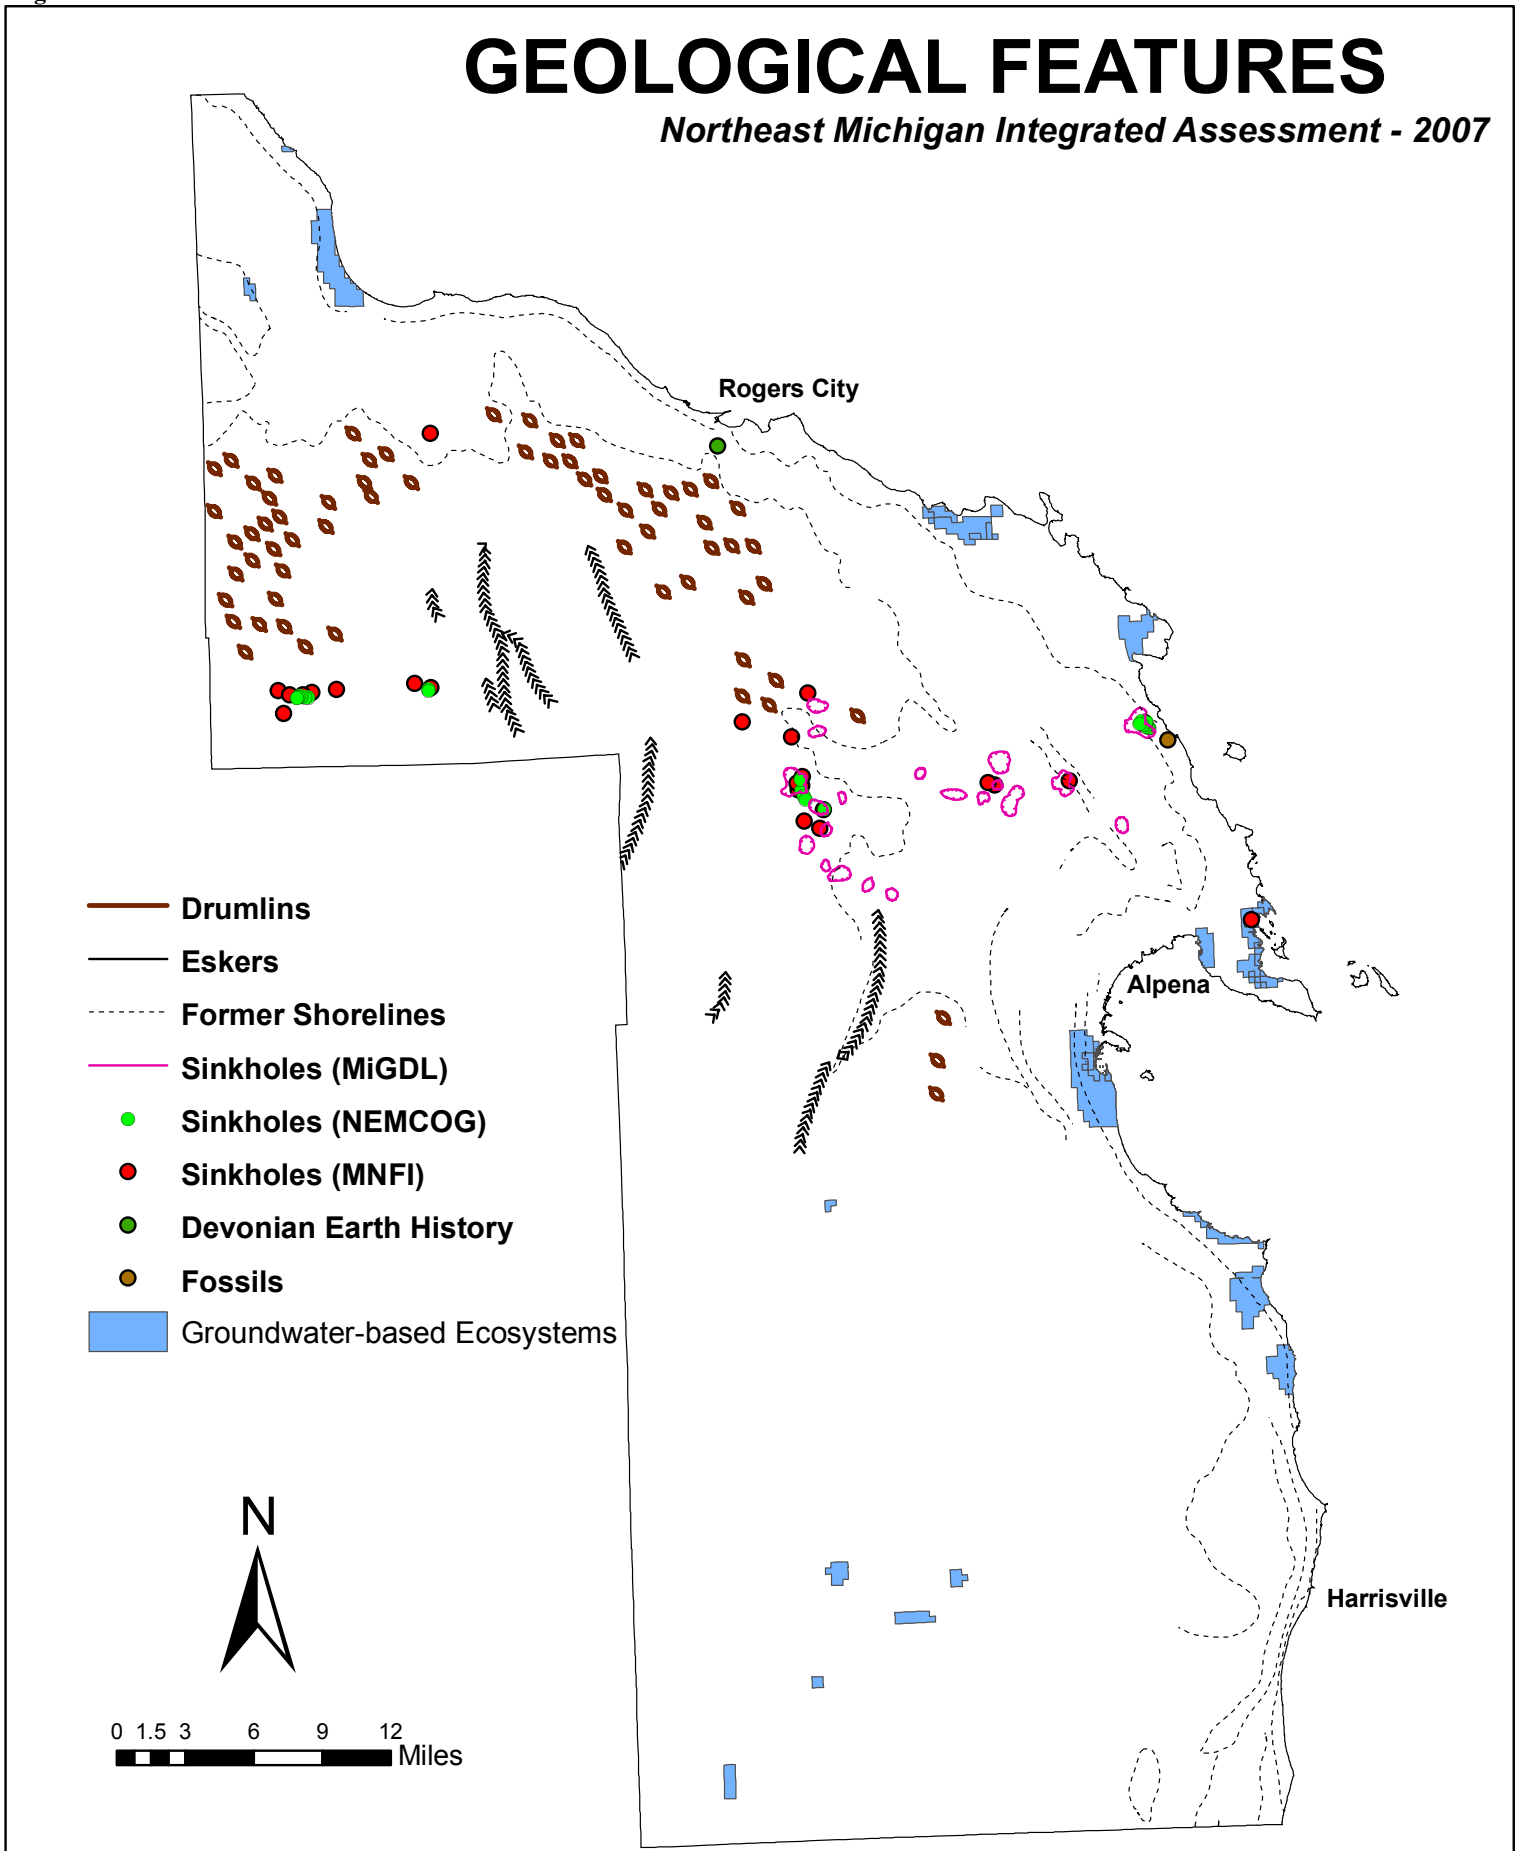 GEOLOGICAL FEATURES
Northeast Michigan Integrated Assessment - 2007
Rogers City
Alpena
Harrisville
Drumlins
Eskers
Former Shorelines
Sinkholes (MiGDL)
Sinkholes (NEMCOG)
Sinkholes (MNFI)
Devonian Earth History
Fossils
Groundwater-based Ecosystems
N
0 1.5 3 6 9 12
Miles